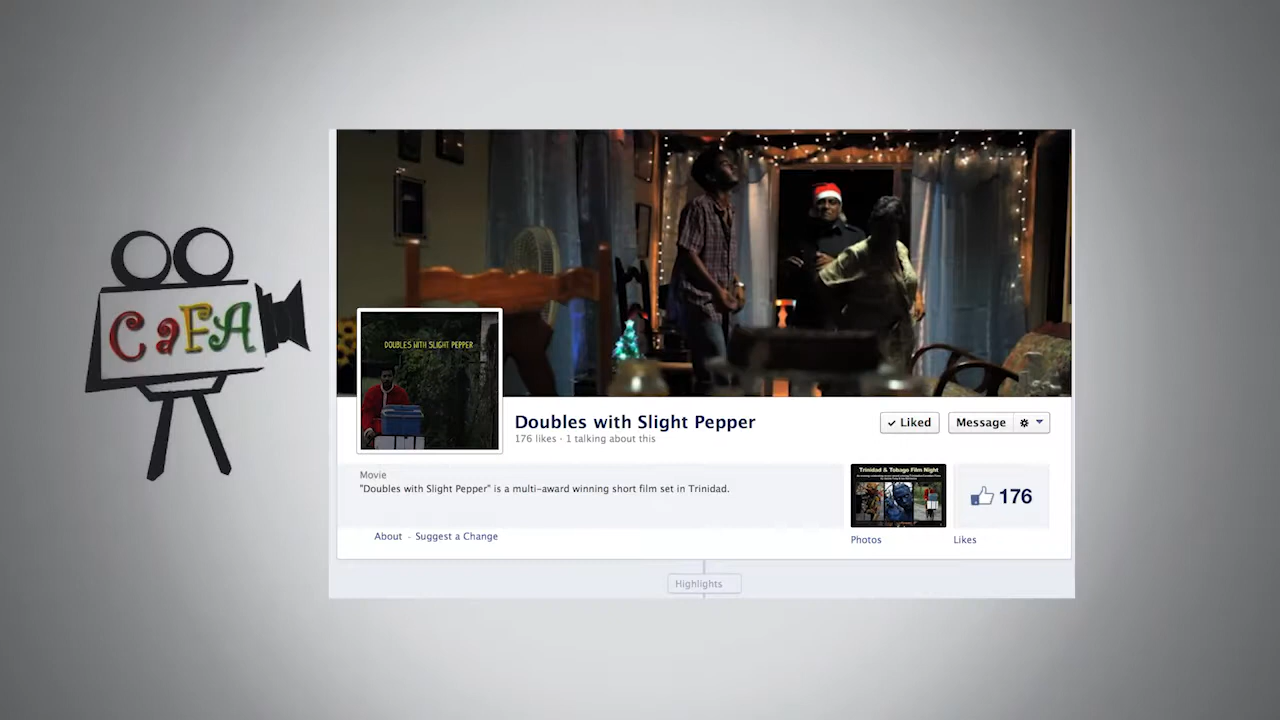 CaFA
DOUBLES WITH SLIGHT PEPPER
Doubles with Slight Pepper
176 likes · 1 talking about this
✓ Liked
Message
Movie
"Doubles with Slight Pepper" is a multi-award winning short film set in Trinidad.
About - Suggest a Change
Trinidad & Tobago Film Night
176
Photos
Likes
Highlights